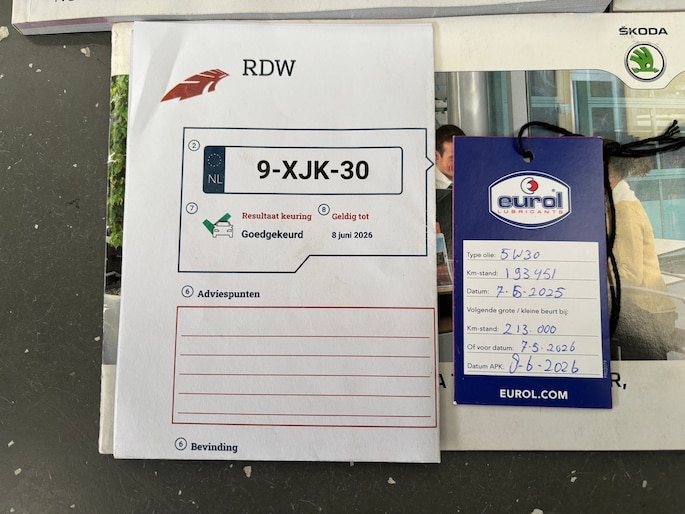 ŠKODA
RDW
2
NL
9-XJK-30
7
Resultaat keuring
8
Geldig tot
Goedgekeurd
8 juni 2026
6
Adviespunten
6
Bevinding
eurol
LUBRICANTS
Type olie: 5W30
Km-stand: 193451
Datum: 7-5-2025
Volgende grote / kleine beurt bij:
Km-stand: 213.000
Of voor datum: 7-5-2026
Datum APK: 8-6-2026
EUROL.COM